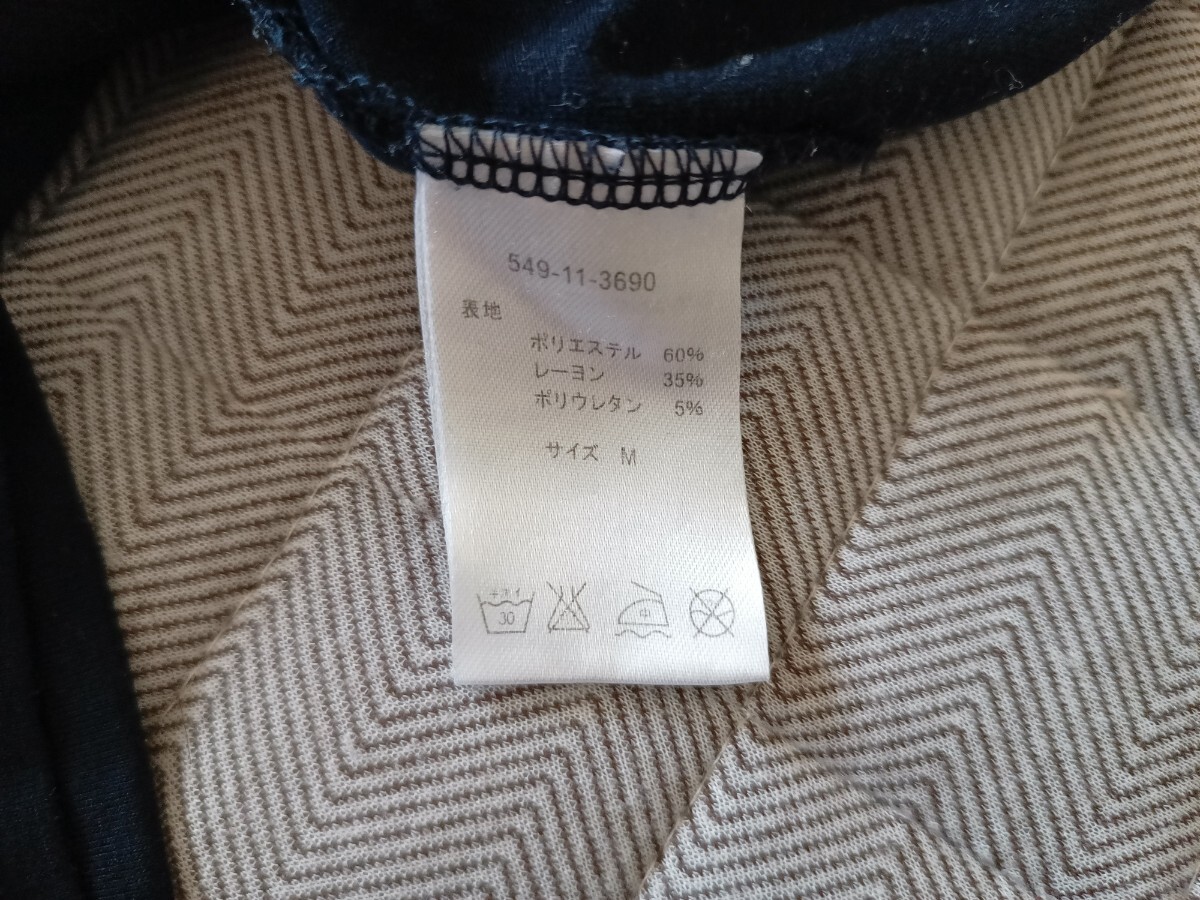 549-11-3690
表地
ポリエステル 60%
レーヨン 35%
ポリウレタン 5%
サイズ M
30 中